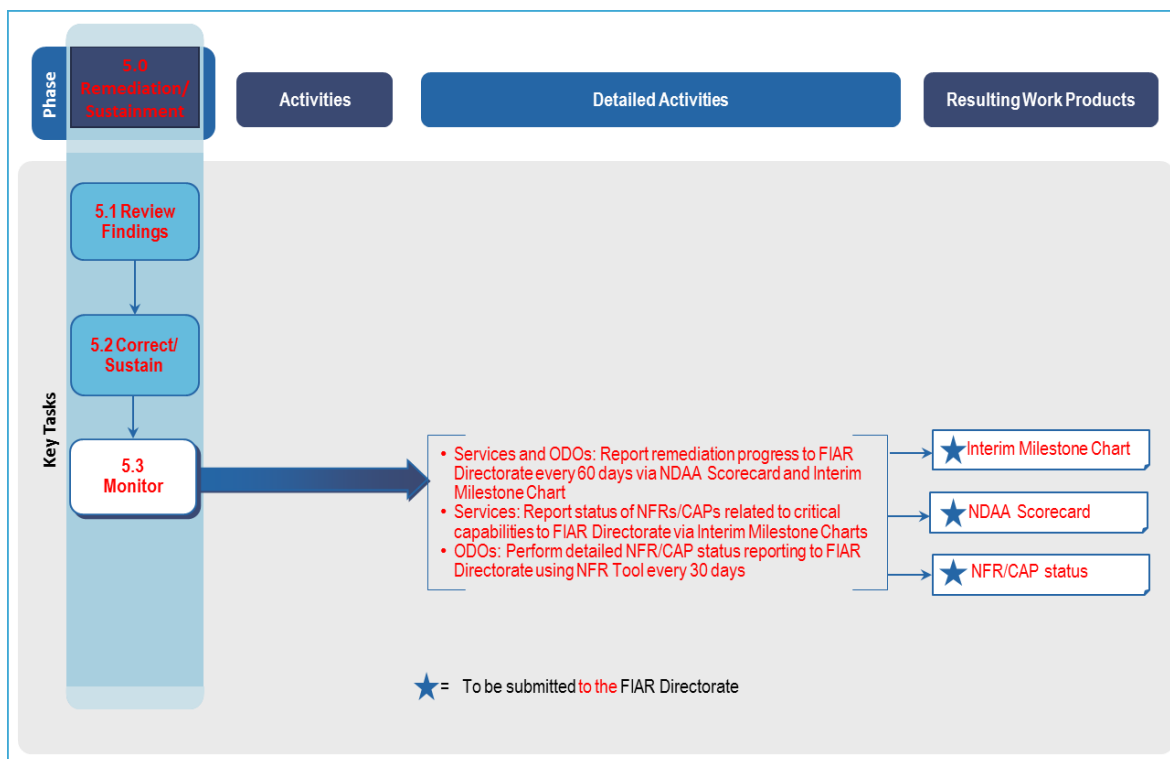 Phase
5.0
Remediation/
Sustainment
Activities
Detailed Activities
Resulting Work Products
Key Tasks
5.1 Review
Findings
5.2 Correct/
Sustain
5.3
Monitor
• Services and ODOs: Report remediation progress to FIAR
Directorate every 60 days via NDAA Scorecard and Interim
Milestone Chart
• Services: Report status of NFRs/CAPs related to critical
capabilities to FIAR Directorate via Interim Milestone Charts
• ODOs: Perform detailed NFR/CAP status reporting to FIAR
Directorate using NFR Tool every 30 days
Interim Milestone Chart
NDAA Scorecard
NFR/CAP status
= To be submitted to the FIAR Directorate